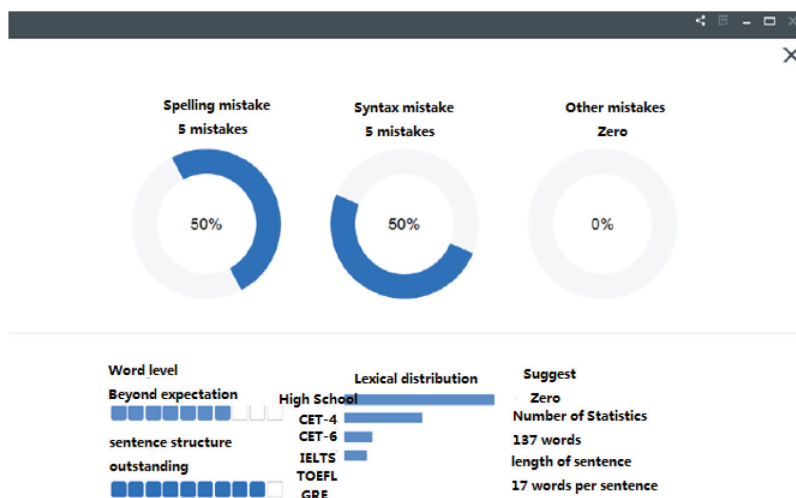 Spelling mistake
5 mistakes
50%
Syntax mistake
5 mistakes
50%
Other mistakes
Zero
0%
Word level
Beyond expectation
sentence structure
outstanding
Lexical distribution
High School
CET-4
CET-6
IELTS
TOEFL
GRE
Suggest
Zero
Number of Statistics
137 words
length of sentence
17 words per sentence